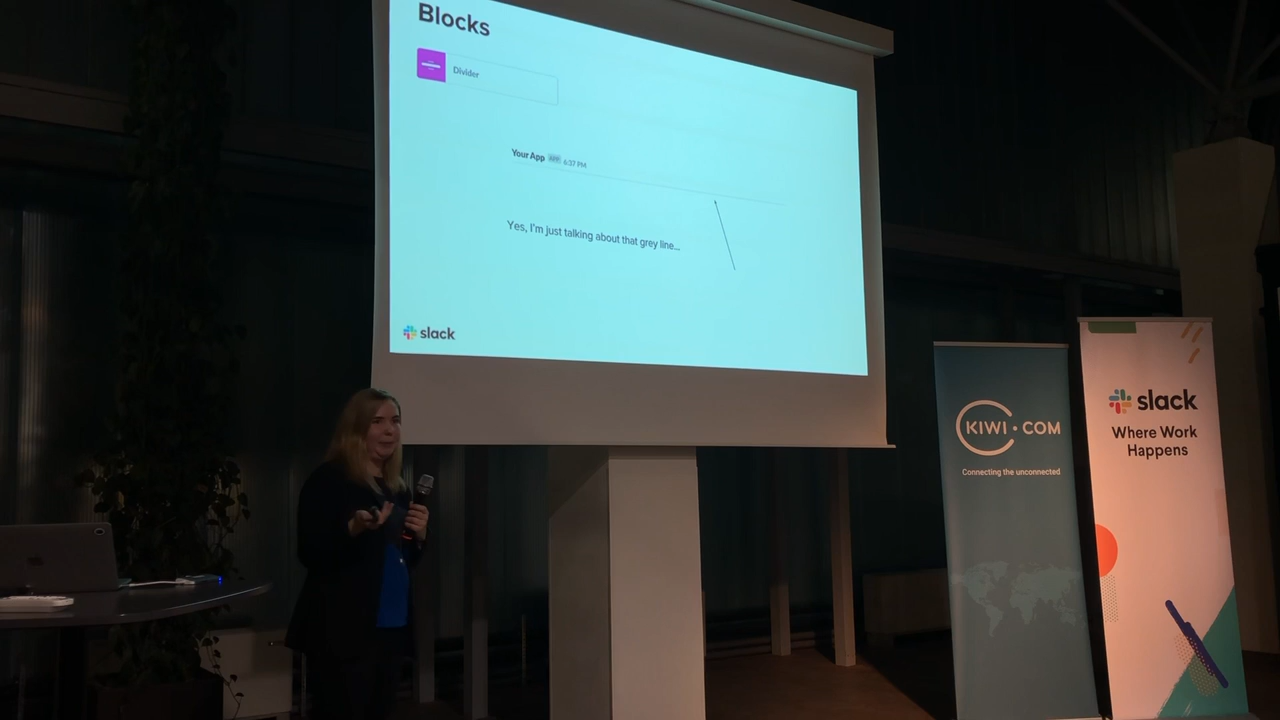 Blocks
Divider
Your App APP 6:37 PM
Yes, I'm just talking about that grey line...
slack
KIWI.COM
Connecting the unconnected
slack
Where Work
Happens